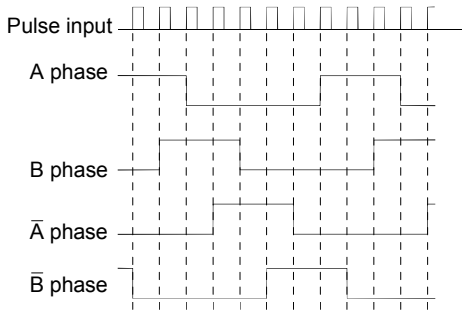 Pulse input
A phase
B phase
A̅ phase
B̅ phase